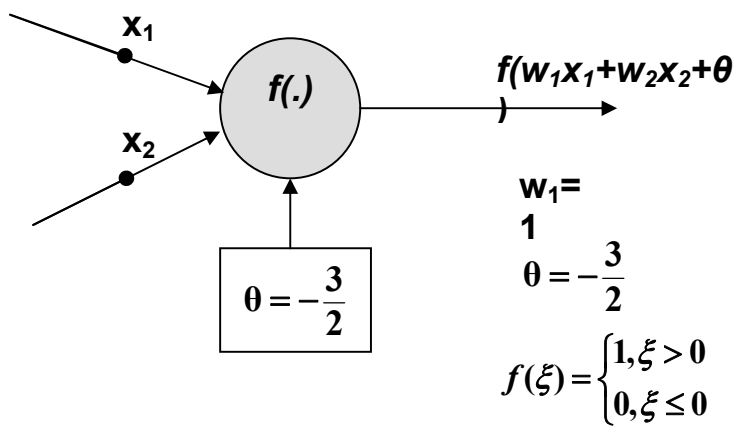 x₁
f(.)
f(w₁x₁+w₂x₂+θ
)
x₂
w₁=
1
θ = -3/2
θ = -3/2
f(ξ) = {1, ξ > 0
0, ξ ≤ 0